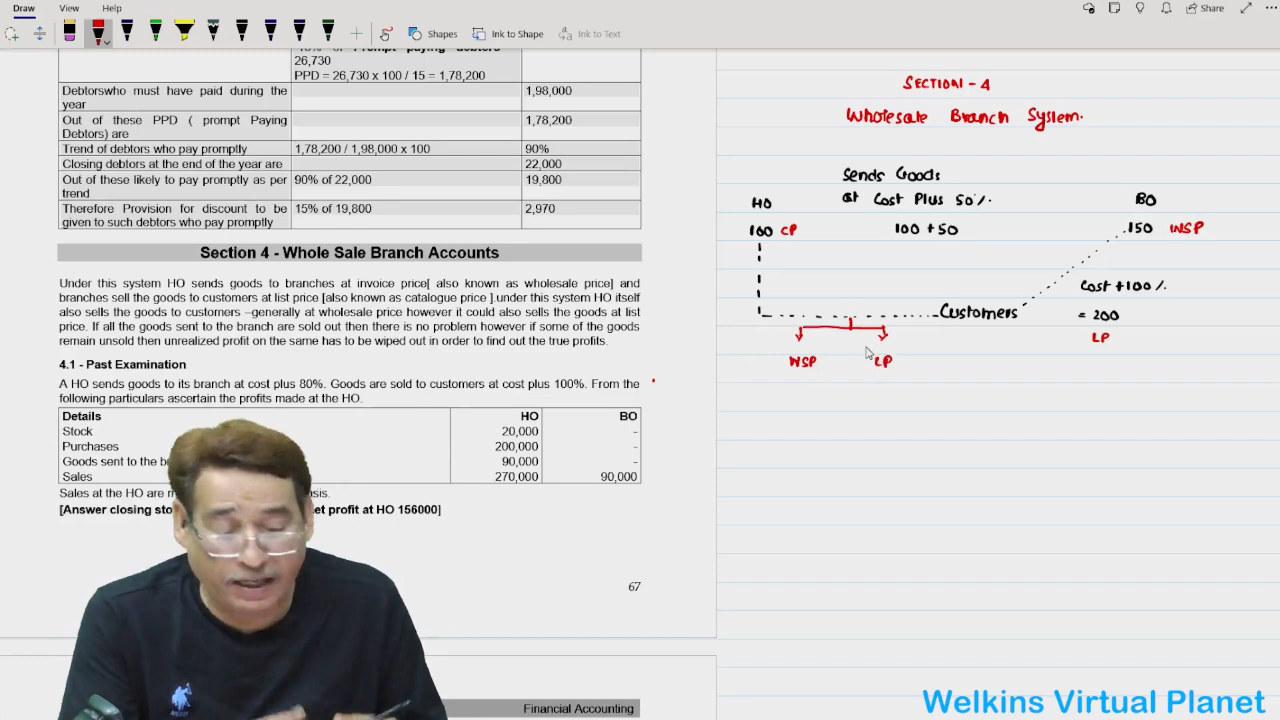 Draw View Help
Share
Shapes Ink to Shape Ink to Text
26,730
PPD = 26,730 x 100 / 15 = 1,78,200
Debtorswho must have paid during the year 1,98,000
Out of these PPD ( prompt Paying Debtors) are 1,78,200
Trend of debtors who pay promptly 1,78,200 / 1,98,000 x 100 90%
Closing debtors at the end of the year are 22,000
Out of these likely to pay promptly as per trend 90% of 22,000 19,800
Therefore Provision for discount to be given to such debtors who pay promptly 15% of 19,800 2,970
Section 4 - Whole Sale Branch Accounts
Under this system HO sends goods to branches at invoice price[ also known as wholesale price] and
branches sell the goods to customers at list price [also known as catalogue price ].under this system HO itself
also sells the goods to customers –generally at wholesale price however it could also sells the goods at list
price. If all the goods sent to the branch are sold out then there is no problem however if some of the goods
remain unsold then unrealized profit on the same has to be wiped out in order to find out the true profits.
4.1 - Past Examination
A HO sends goods to its branch at cost plus 80%. Goods are sold to customers at cost plus 100%. From the
following particulars ascertain the profits made at the HO.
Details HO BO
Stock 20,000 -
Purchases 200,000 -
Goods sent to the 90,000 -
Sales 270,000 90,000
Sales at the HO are
[Answer closing net profit at HO 156000]
67
Financial Accounting
SECTION - 4
Wholesale Branch System.
Sends Goods
at Cost Plus 50%.
HO BO
100 CP 100 + 50 150 WSP
Cost +100%
Customers = 200
LP
WSP LP
Welkins Virtual Planet